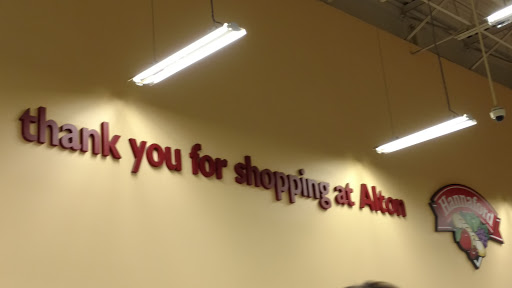 thank you for shopping at Alton
Hannaford